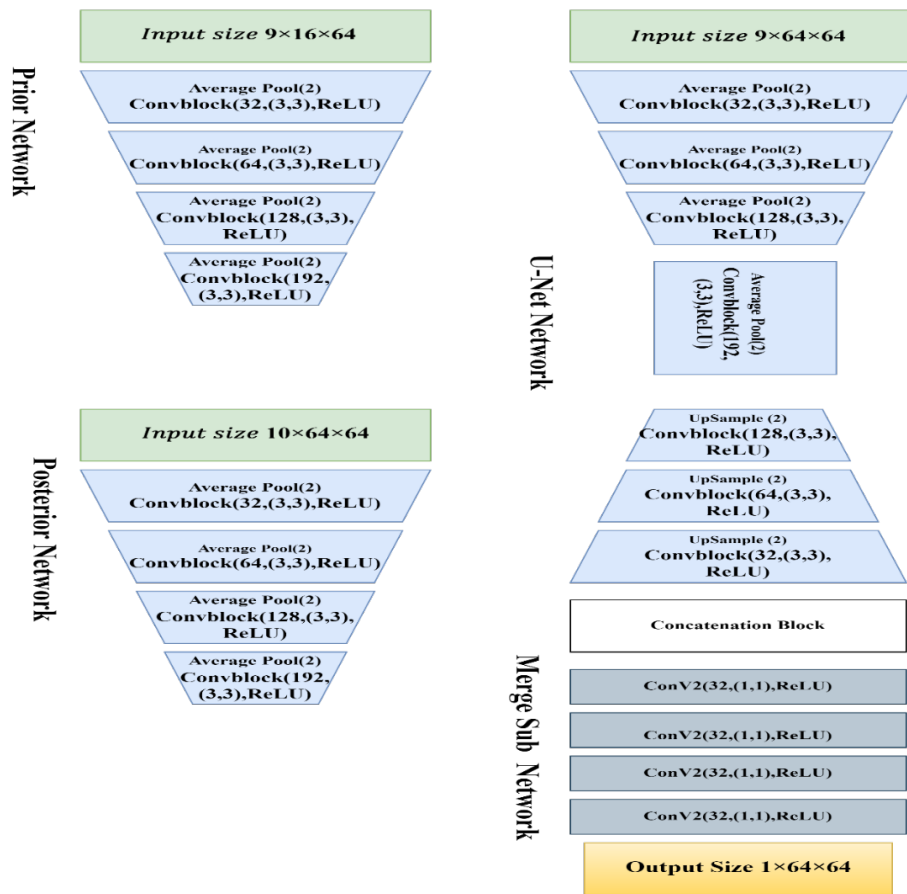 Prior Network
Input size 9×16×64
Average Pool(2)
Convblock(32,(3,3),ReLU)
Average Pool(2)
Convblock(64,(3,3),ReLU)
Average Pool(2)
Convblock(128,(3,3),
ReLU)
Average Pool(2)
Convblock(192,
(3,3),ReLU)
Posterior Network
Input size 10×64×64
Average Pool(2)
Convblock(32,(3,3),ReLU)
Average Pool(2)
Convblock(64,(3,3),ReLU)
Average Pool(2)
Convblock(128,(3,3),
ReLU)
Average Pool(2)
Convblock(192,
(3,3),ReLU)
U-Net Network
Input size 9×64×64
Average Pool(2)
Convblock(32,(3,3),ReLU)
Average Pool(2)
Convblock(64,(3,3),ReLU)
Average Pool(2)
Convblock(128,(3,3),
ReLU)
Average Pool(2)
Convblock(192,
(3,3),ReLU)
UpSample (2)
Convblock(128,(3,3),
ReLU)
UpSample (2)
Convblock(64,(3,3),
ReLU)
UpSample (2)
Convblock(32,(3,3),
ReLU)
Merge Sub Network
Concatenation Block
ConV2(32,(1,1),ReLU)
ConV2(32,(1,1),ReLU)
ConV2(32,(1,1),ReLU)
ConV2(32,(1,1),ReLU)
Output Size 1×64×64